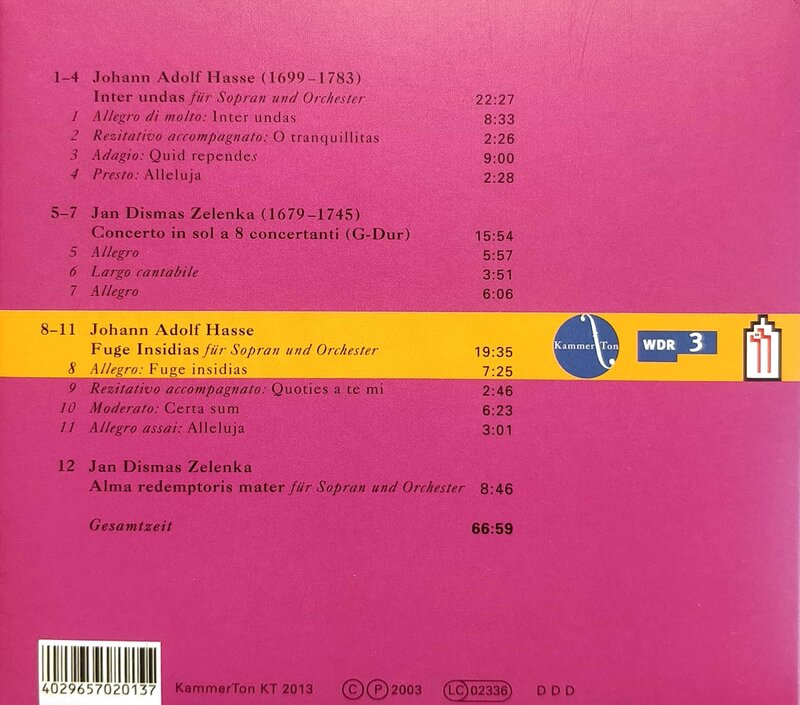 1–4 Johann Adolf Hasse (1699–1783)
Inter undas für Sopran und Orchester 22:27
1 Allegro di molto: Inter undas 8:33
2 Rezitativo accompagnato: O tranquillitas 2:26
3 Adagio: Quid rependes 9:00
4 Presto: Alleluja 2:28
5–7 Jan Dismas Zelenka (1679–1745)
Concerto in sol a 8 concertanti (G-Dur) 15:54
5 Allegro 5:57
6 Largo cantabile 3:51
7 Allegro 6:06
8–11 Johann Adolf Hasse
Fuge Insidias für Sopran und Orchester 19:35
8 Allegro: Fuge insidias 7:25
9 Rezitativo accompagnato: Quoties a te mi 2:46
10 Moderato: Certa sum 6:23
11 Allegro assai: Alleluja 3:01
12 Jan Dismas Zelenka
Alma redemptoris mater für Sopran und Orchester 8:46
Gesamtzeit 66:59
KammerTon
WDR 3
4029657020137
KammerTon KT 2013 Ⓒ Ⓟ 2003 LC 02336 D D D